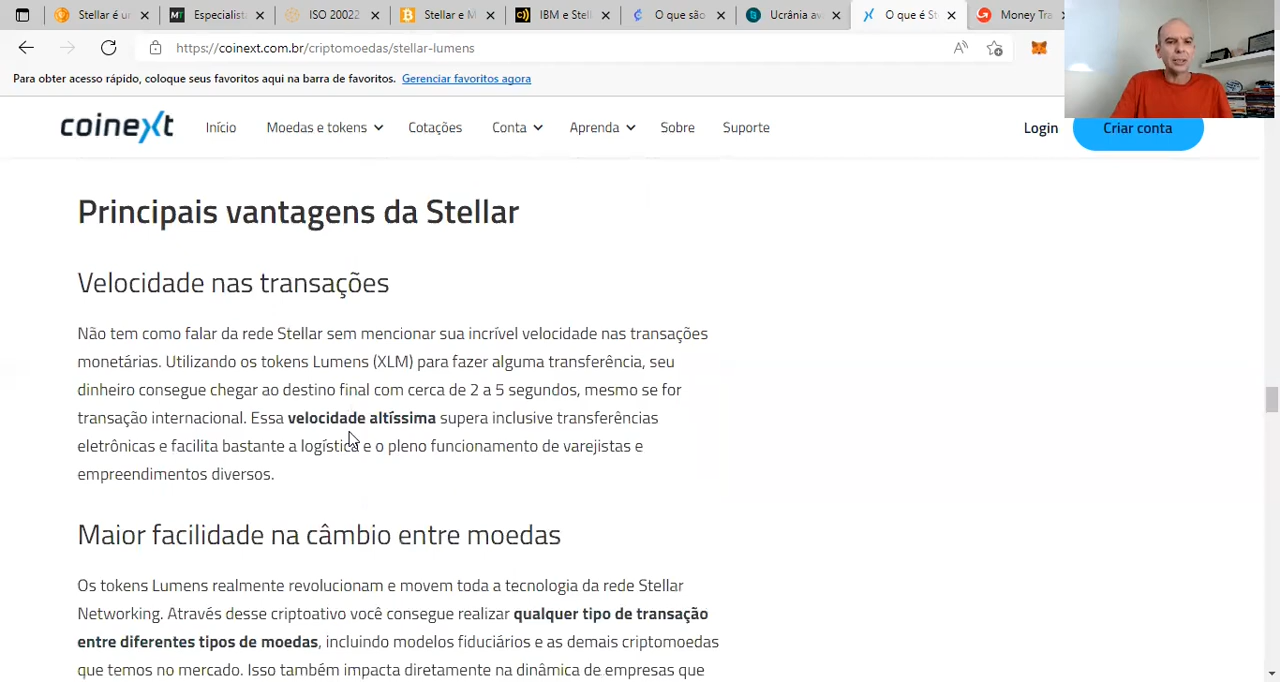 Stellar é ur
Especialist
ISO 20022
Stellar e M
IBM e Stell
O que são
Ucrânia av
O que é St
Money Tra
https://coinext.com.br/criptomoedas/stellar-lumens
Para obter acesso rápido, coloque seus favoritos aqui na barra de favoritos. Gerenciar favoritos agora
coinext
Início
Moedas e tokens
Cotações
Conta
Aprenda
Sobre
Suporte
Login
Criar conta
Principais vantagens da Stellar
Velocidade nas transações
Não tem como falar da rede Stellar sem mencionar sua incrível velocidade nas transações
monetárias. Utilizando os tokens Lumens (XLM) para fazer alguma transferência, seu
dinheiro consegue chegar ao destino final com cerca de 2 a 5 segundos, mesmo se for
transação internacional. Essa velocidade altíssima supera inclusive transferências
eletrônicas e facilita bastante a logística e o pleno funcionamento de varejistas e
empreendimentos diversos.
Maior facilidade na câmbio entre moedas
Os tokens Lumens realmente revolucionam e movem toda a tecnologia da rede Stellar
Networking. Através desse criptoativo você consegue realizar qualquer tipo de transação
entre diferentes tipos de moedas, incluindo modelos fiduciários e as demais criptomoedas
que temos no mercado. Isso também impacta diretamente na dinâmica de empresas que